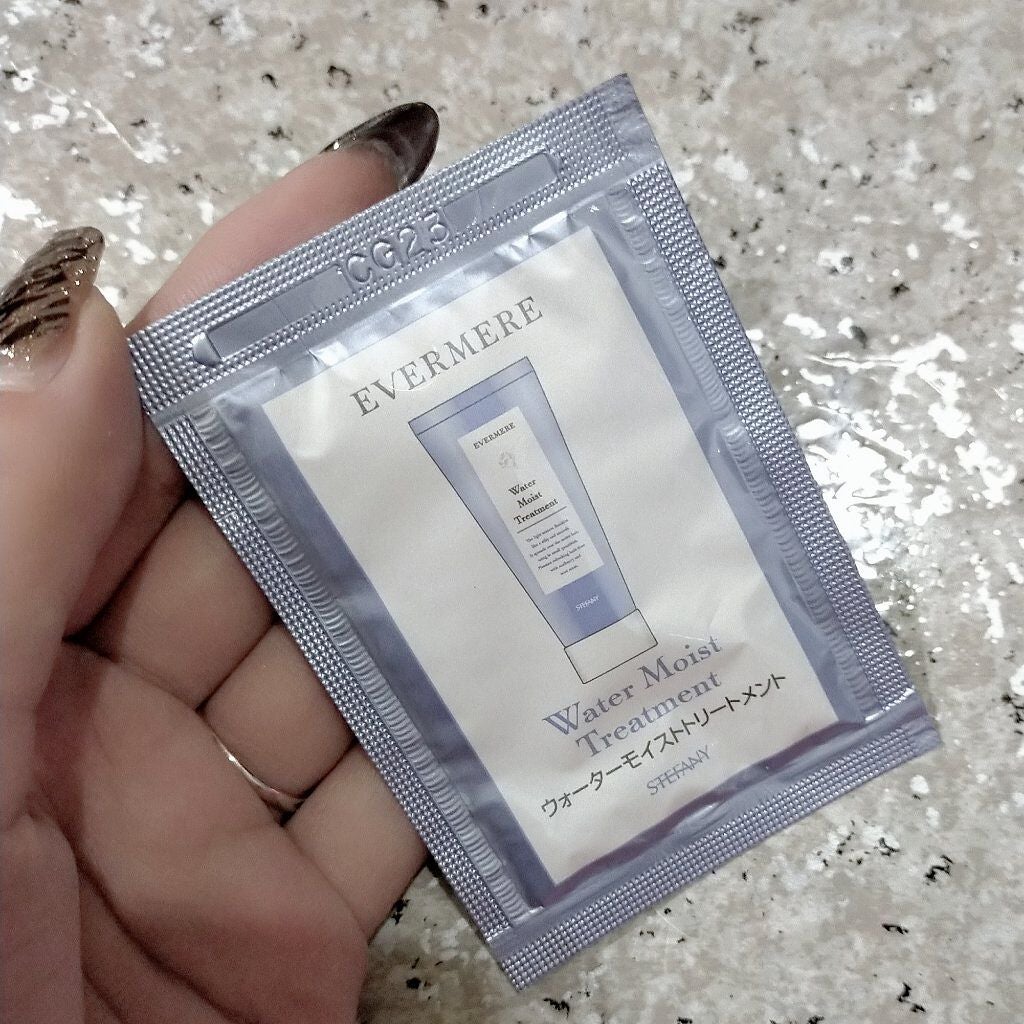 CG25
EVERMERE
EVERMERE
Water
Moist
Treatment
STEFANY
Water Moist
Treatment
ウォーターモイストトリートメント
STEFANY